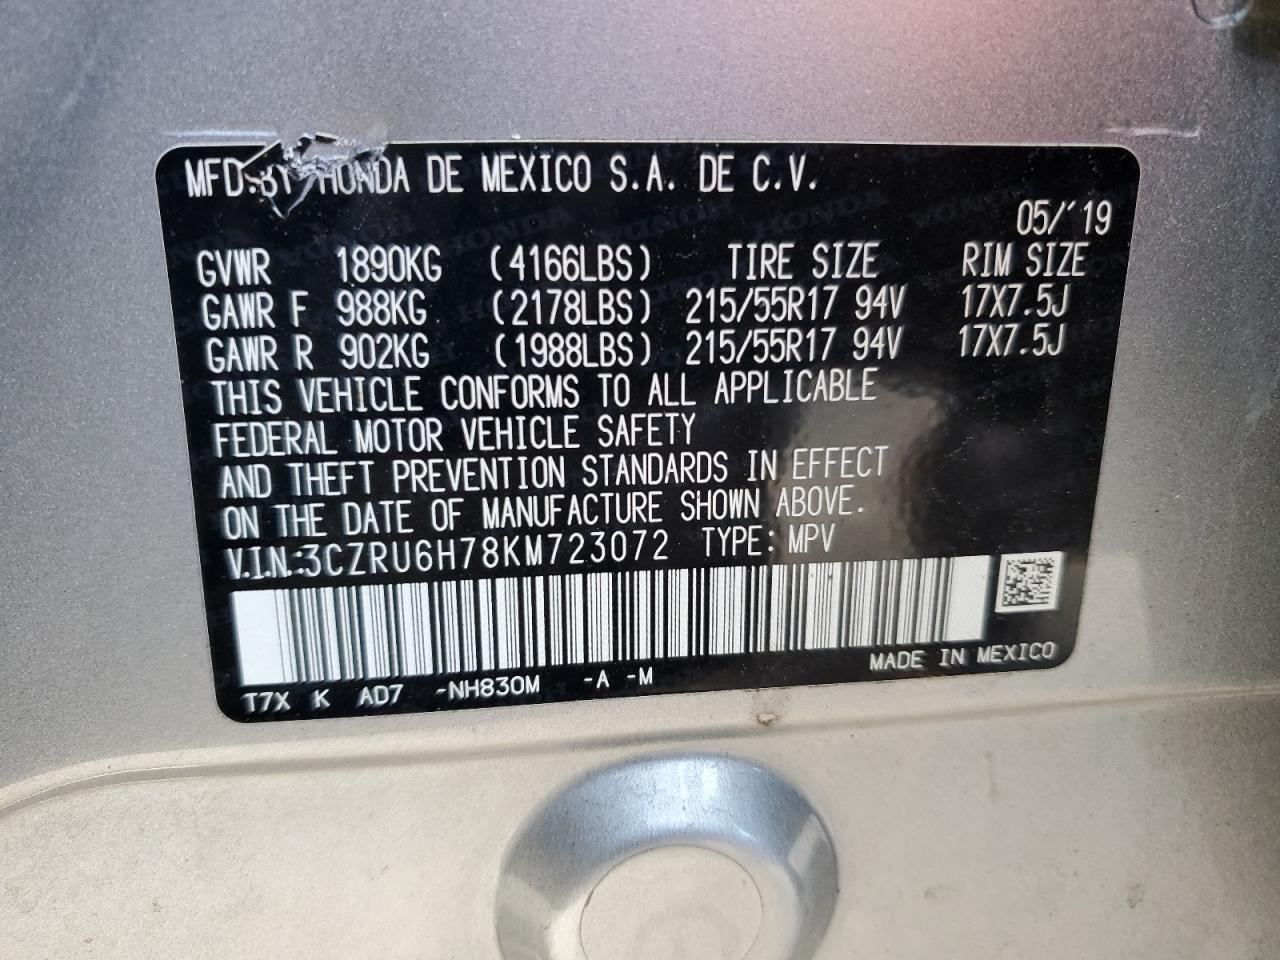 MFD.BY HONDA DE MEXICO S.A. DE C.V.
05/'19
GVWR 1890KG (4166LBS) TIRE SIZE RIM SIZE
GAWR F 988KG (2178LBS) 215/55R17 94V 17X7.5J
GAWR R 902KG (1988LBS) 215/55R17 94V 17X7.5J
THIS VEHICLE CONFORMS TO ALL APPLICABLE
FEDERAL MOTOR VEHICLE SAFETY
AND THEFT PREVENTION STANDARDS IN EFFECT
ON THE DATE OF MANUFACTURE SHOWN ABOVE.
V.I.N.:3CZRU6H78KM723072 TYPE: MPV
MADE IN MEXICO
T7X K AD7 -NH830M -A -M